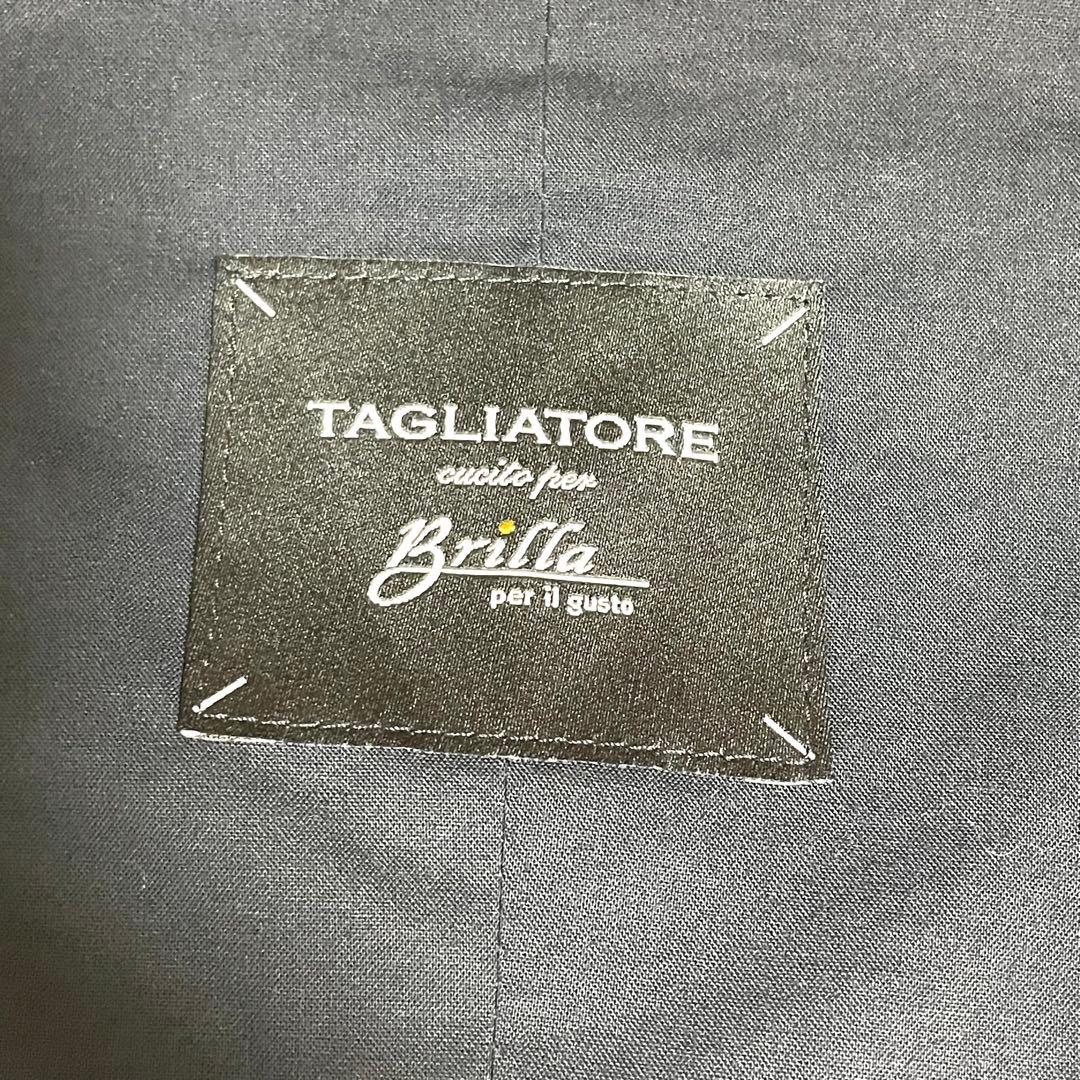 TAGLIATORE
cucito per
Brilla
per il gusto